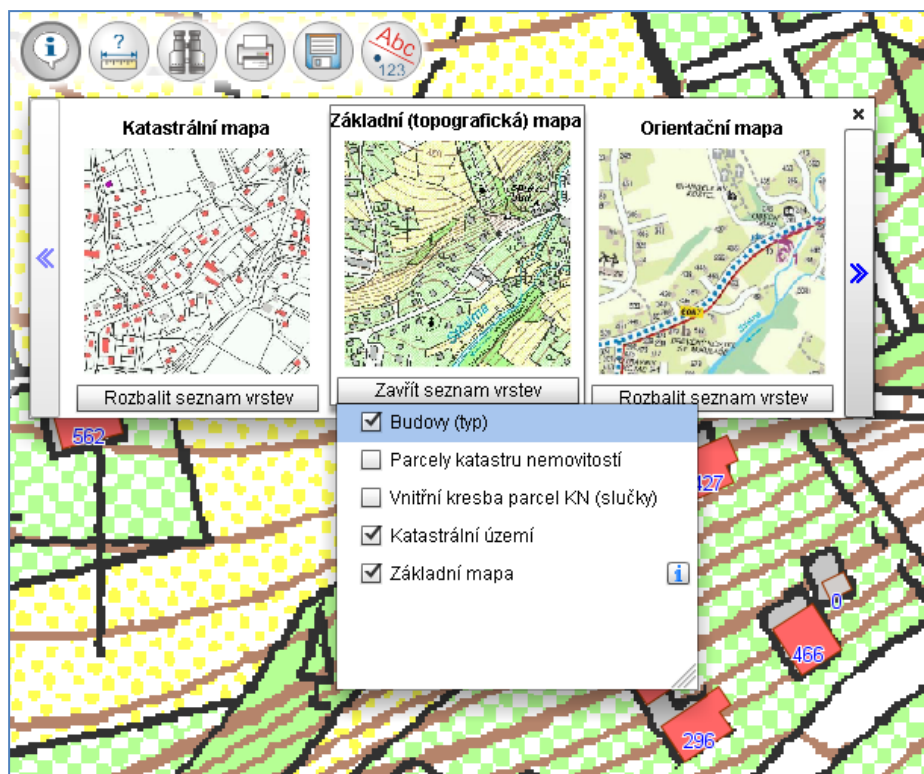 ?
Abc
123
Katastrální mapa
Základní (topografická) mapa
Orientační mapa
Rozbalit seznam vrstev
Zavřít seznam vrstev
Rozbalit seznam vrstev
Budovy (typ)
Parcely katastru nemovitostí
Vnitřní kresba parcel KN (slučky)
Katastrální území
Základní mapa
562
427
0
466
296